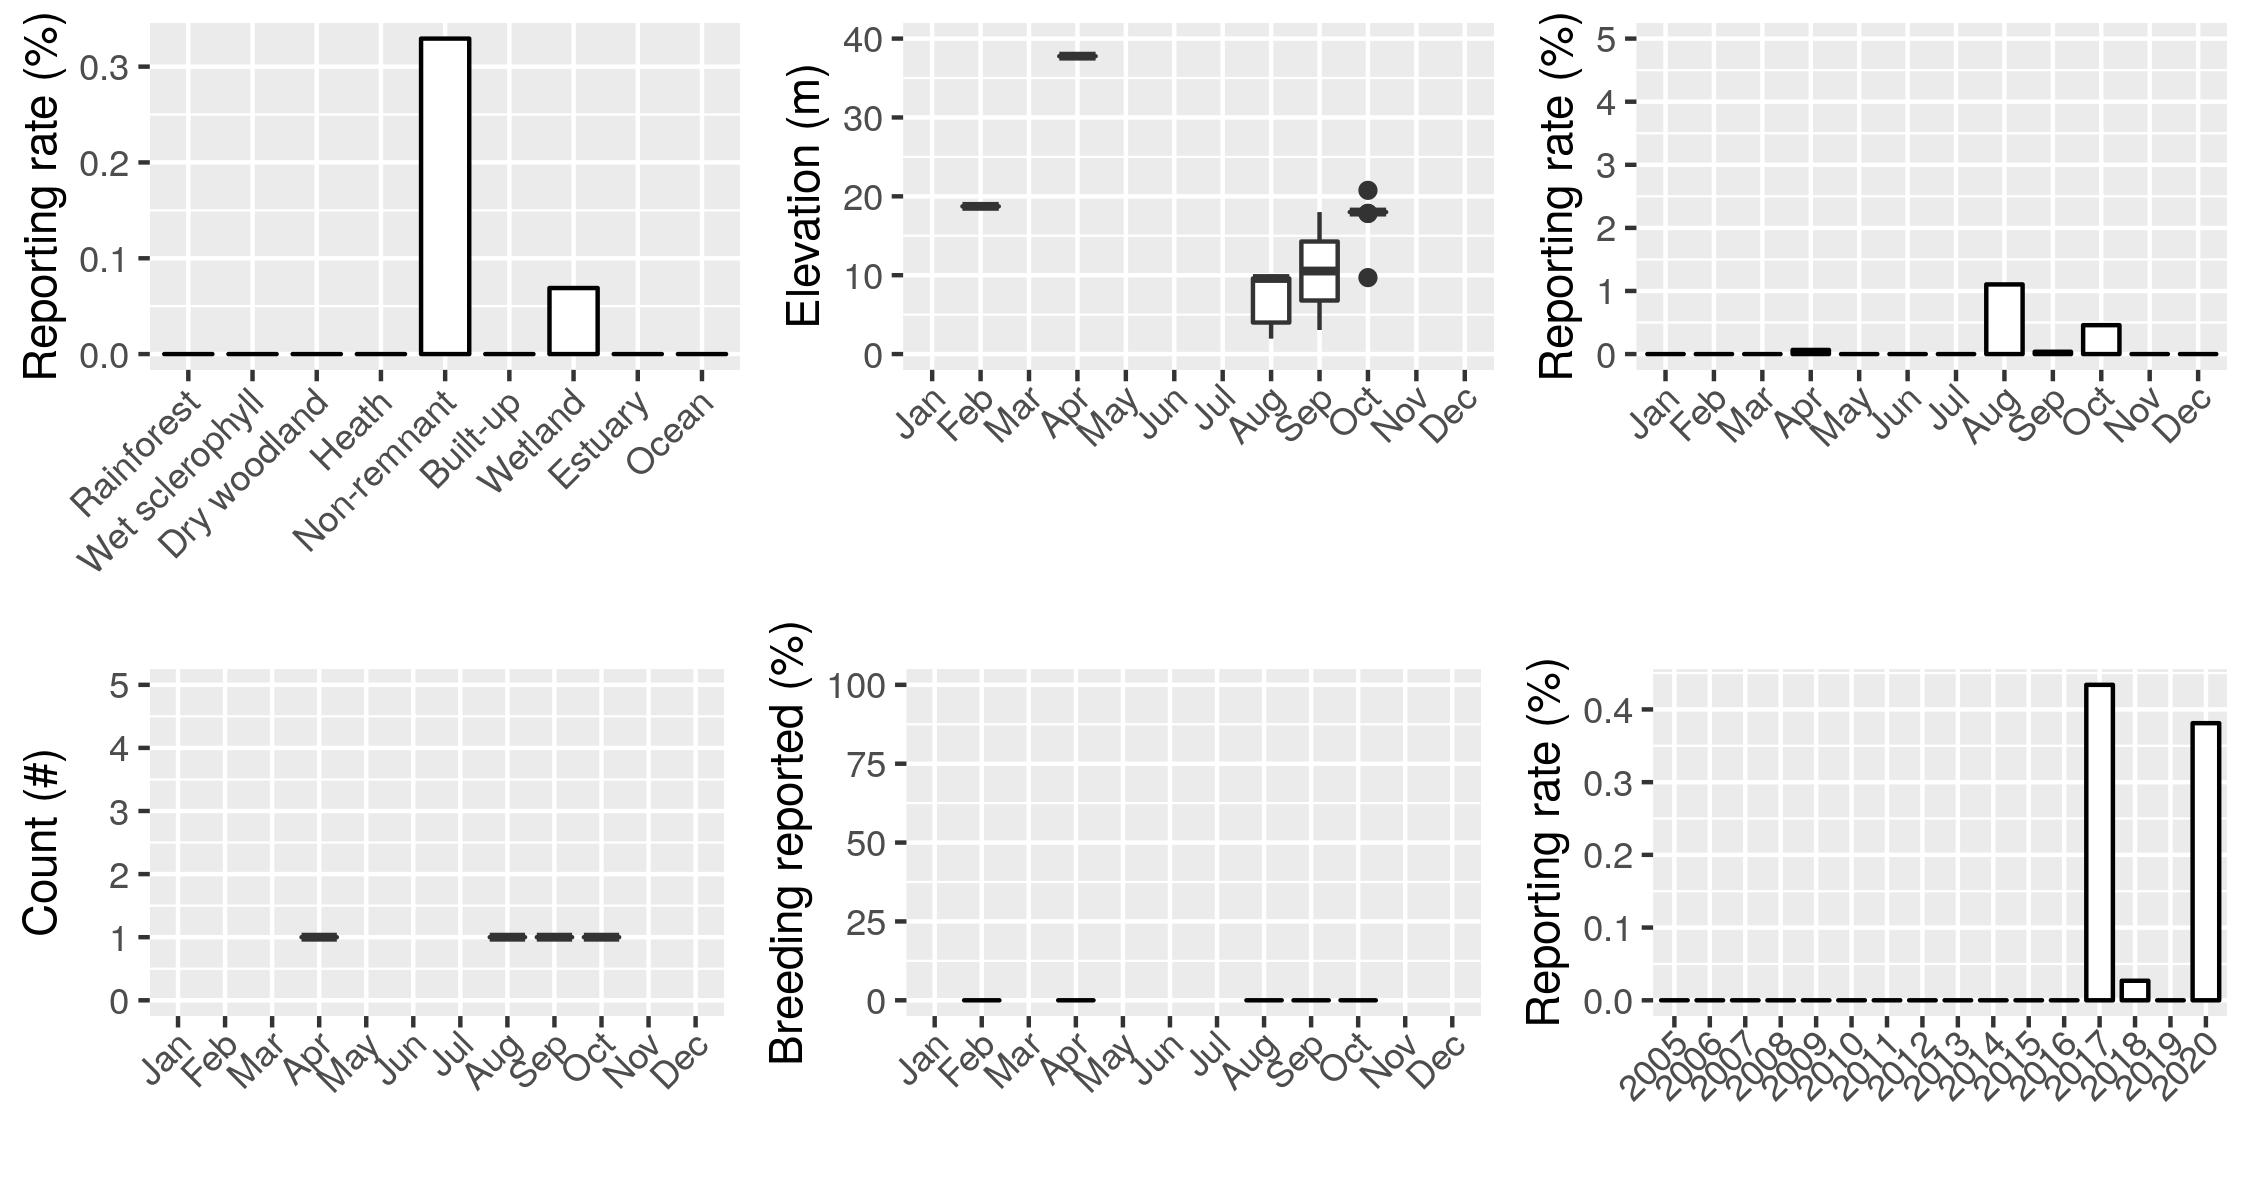 Reporting rate (%)
0.3
0.2
0.1
0.0
Rainforest
Wet sclerophyll
Dry woodland
Heath
Non-remnant
Built-up
Wetland
Estuary
Ocean
Elevation (m)
40
30
20
10
0
Jan
Feb
Mar
Apr
May
Jun
Jul
Aug
Sep
Oct
Nov
Dec
Reporting rate (%)
5
4
3
2
1
0
Jan
Feb
Mar
Apr
May
Jun
Jul
Aug
Sep
Oct
Nov
Dec
Count (#)
5
4
3
2
1
0
Jan
Feb
Mar
Apr
May
Jun
Jul
Aug
Sep
Oct
Nov
Dec
Breeding reported (%)
100
75
50
25
0
Jan
Feb
Mar
Apr
May
Jun
Jul
Aug
Sep
Oct
Nov
Dec
Reporting rate (%)
0.4
0.3
0.2
0.1
0.0
2005
2006
2007
2008
2009
2010
2011
2012
2013
2014
2015
2016
2017
2018
2019
2020